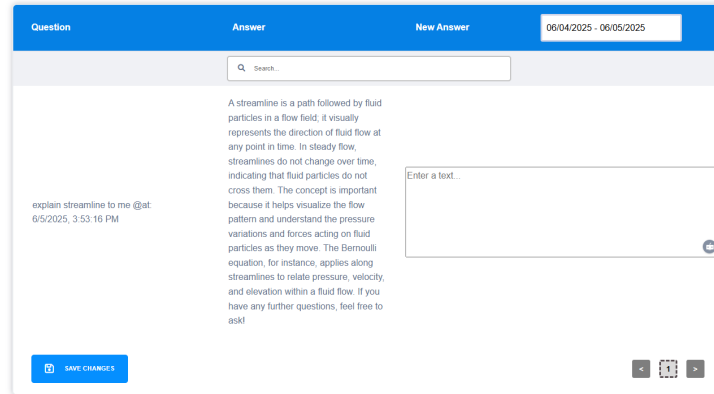 Question Answer New Answer 06/04/2025 - 06/05/2025
Search...
explain streamline to me @at:
6/5/2025, 3:53:16 PM
A streamline is a path followed by fluid
particles in a flow field; it visually
represents the direction of fluid flow at
any point in time. In steady flow,
streamlines do not change over time,
indicating that fluid particles do not
cross them. The concept is important
because it helps visualize the flow
pattern and understand the pressure
variations and forces acting on fluid
particles as they move. The Bernoulli
equation, for instance, applies along
streamlines to relate pressure, velocity,
and elevation within a fluid flow. If you
have any further questions, feel free to
ask!
Enter a text...
SAVE CHANGES
< 1 >